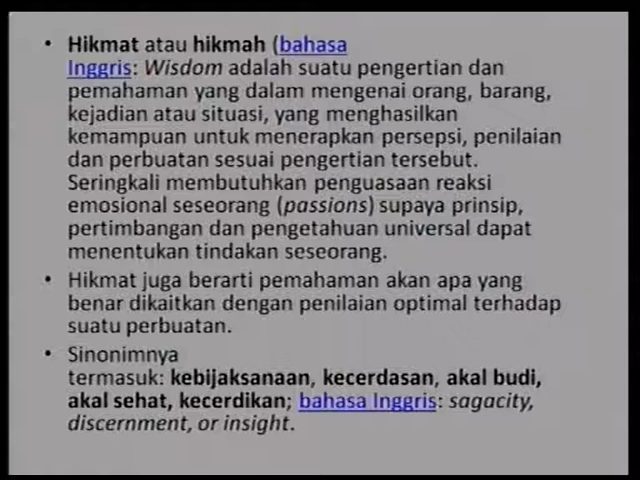 • Hikmat atau hikmah (bahasa
Inggris: Wisdom adalah suatu pengertian dan
pemahaman yang dalam mengenai orang, barang,
kejadian atau situasi, yang menghasilkan
kemampuan untuk menerapkan persepsi, penilaian
dan perbuatan sesuai pengertian tersebut.
Seringkali membutuhkan penguasaan reaksi
emosional seseorang (passions) supaya prinsip,
pertimbangan dan pengetahuan universal dapat
menentukan tindakan seseorang.
• Hikmat juga berarti pemahaman akan apa yang
benar dikaitkan dengan penilaian optimal terhadap
suatu perbuatan.
• Sinonimnya
termasuk: kebijaksanaan, kecerdasan, akal budi,
akal sehat, kecerdikan; bahasa Inggris: sagacity,
discernment, or insight.